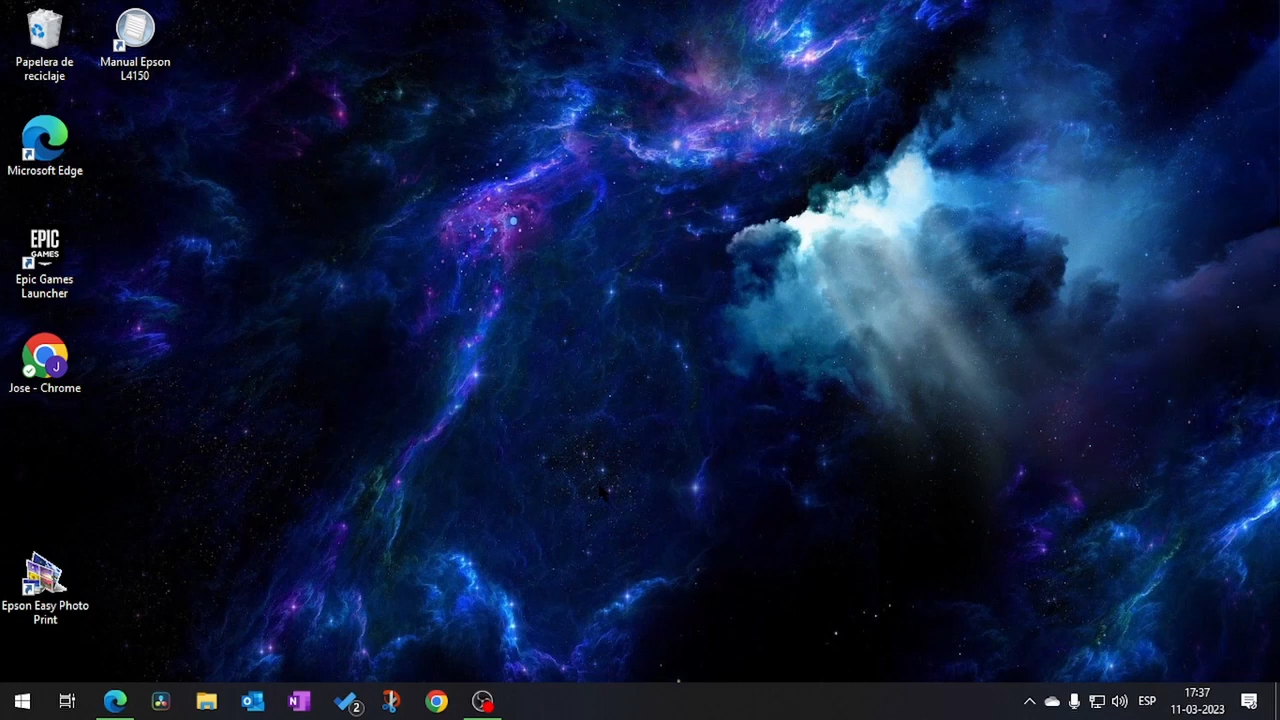 Papelera de
reciclaje
Manual Epson
L4150
Microsoft Edge
EPIC
GAMES
Epic Games
Launcher
J
Jose - Chrome
Epson Easy Photo
Print
N
2
ESP
17:37
11-03-2023